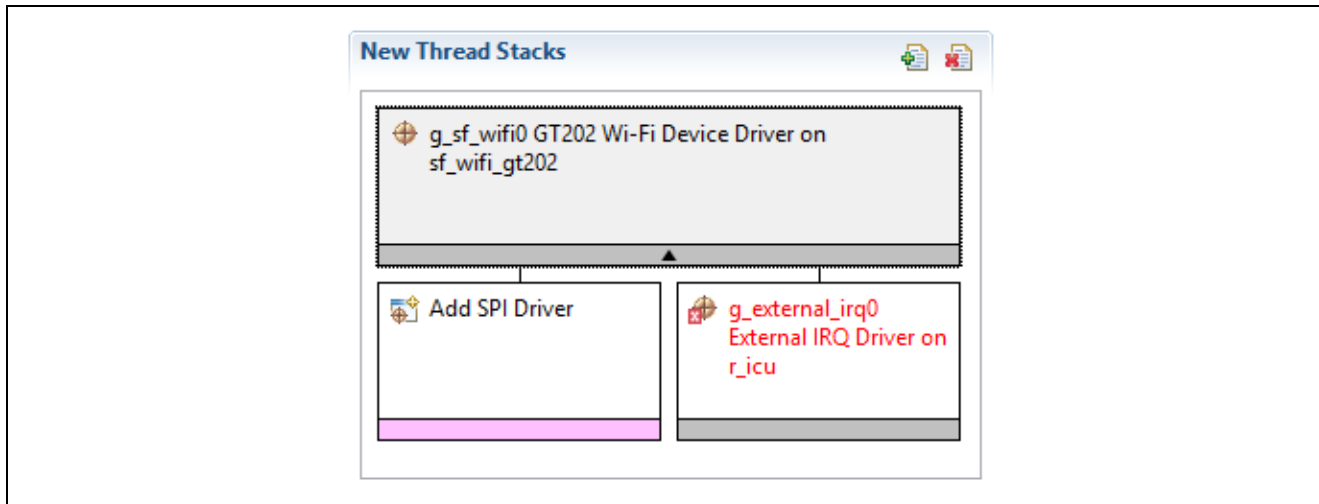 New Thread Stacks
g_sf_wifi0 GT202 Wi-Fi Device Driver on
sf_wifi_gt202
Add SPI Driver
g_external_irq0
External IRQ Driver on
r_icu